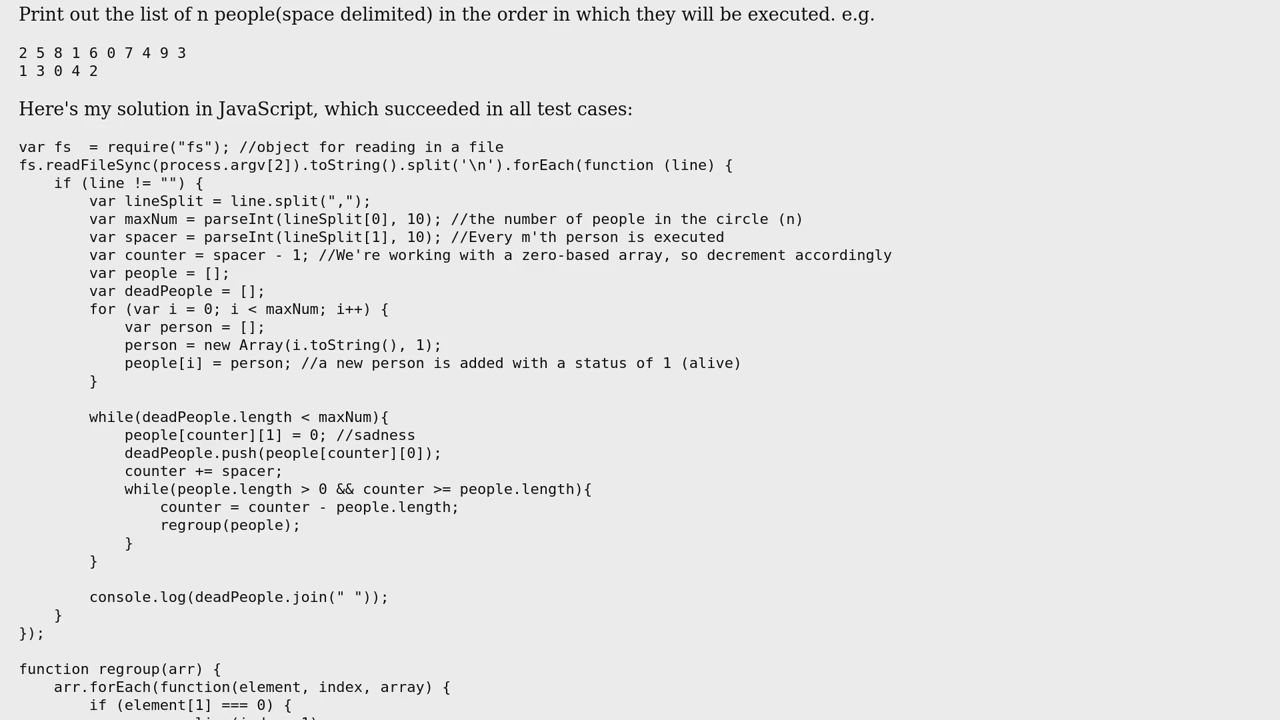 Print out the list of n people(space delimited) in the order in which they will be executed. e.g.
2 5 8 1 6 0 7 4 9 3
1 3 0 4 2
Here's my solution in JavaScript, which succeeded in all test cases:
var fs  = require("fs"); //object for reading in a file
fs.readFileSync(process.argv[2]).toString().split('\n').forEach(function (line) {
    if (line != "") {
        var lineSplit = line.split(",");
        var maxNum = parseInt(lineSplit[0], 10); //the number of people in the circle (n)
        var spacer = parseInt(lineSplit[1], 10); //Every m'th person is executed
        var counter = spacer - 1; //We're working with a zero-based array, so decrement accordingly
        var people = [];
        var deadPeople = [];
        for (var i = 0; i < maxNum; i++) {
            var person = [];
            person = new Array(i.toString(), 1);
            people[i] = person; //a new person is added with a status of 1 (alive)
        }
        while(deadPeople.length < maxNum){
            people[counter][1] = 0; //sadness
            deadPeople.push(people[counter][0]);
            counter += spacer;
            while(people.length > 0 && counter >= people.length){
                counter = counter - people.length;
                regroup(people);
            }
        }
        console.log(deadPeople.join(" "));
    }
});
function regroup(arr) {
    arr.forEach(function(element, index, array) {
        if (element[1] === 0) {